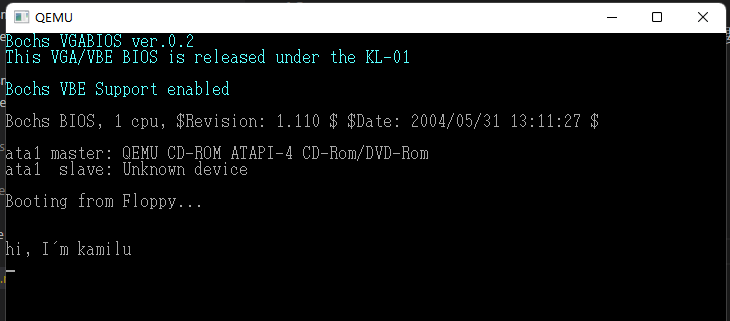 QEMU
Bochs VGABIOS ver.0.2
This VGA/VBE BIOS is released under the KL-01
Bochs VBE Support enabled
Bochs BIOS, 1 cpu, $Revision: 1.110 $ $Date: 2004/05/31 13:11:27 $
ata1 master: QEMU CD-ROM ATAPI-4 CD-Rom/DVD-Rom
ata1  slave: Unknown device
Booting from Floppy...
hi, I´m kamilu